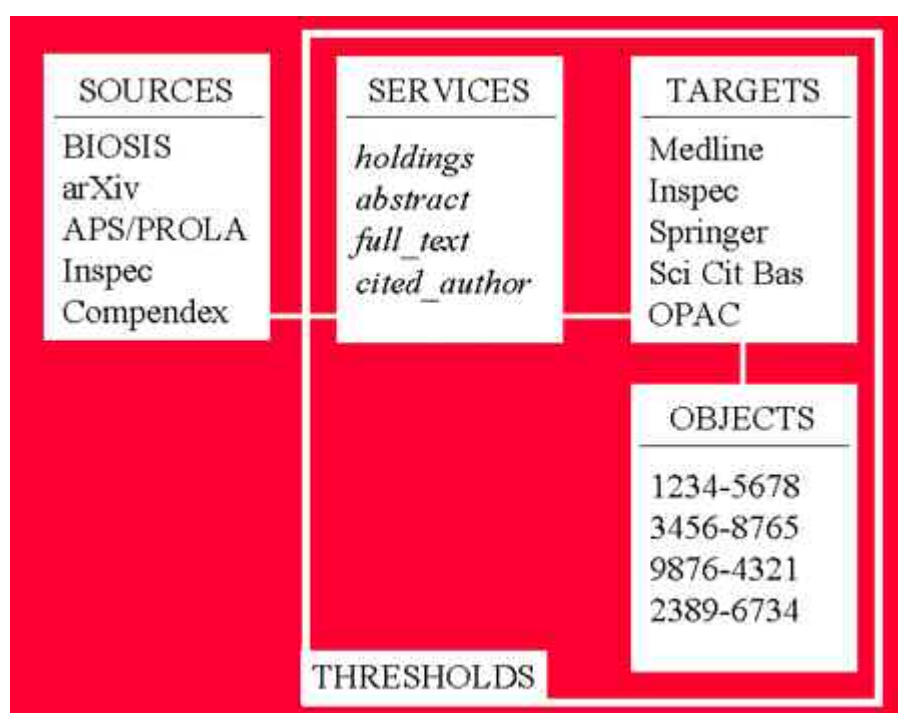 SOURCES
BIOSIS
arXiv
APS/PROLA
Inspec
Compendex
SERVICES
holdings
abstract
full_text
cited_author
TARGETS
Medline
Inspec
Springer
Sci Cit Bas
OPAC
OBJECTS
1234-5678
3456-8765
9876-4321
2389-6734
THRESHOLDS